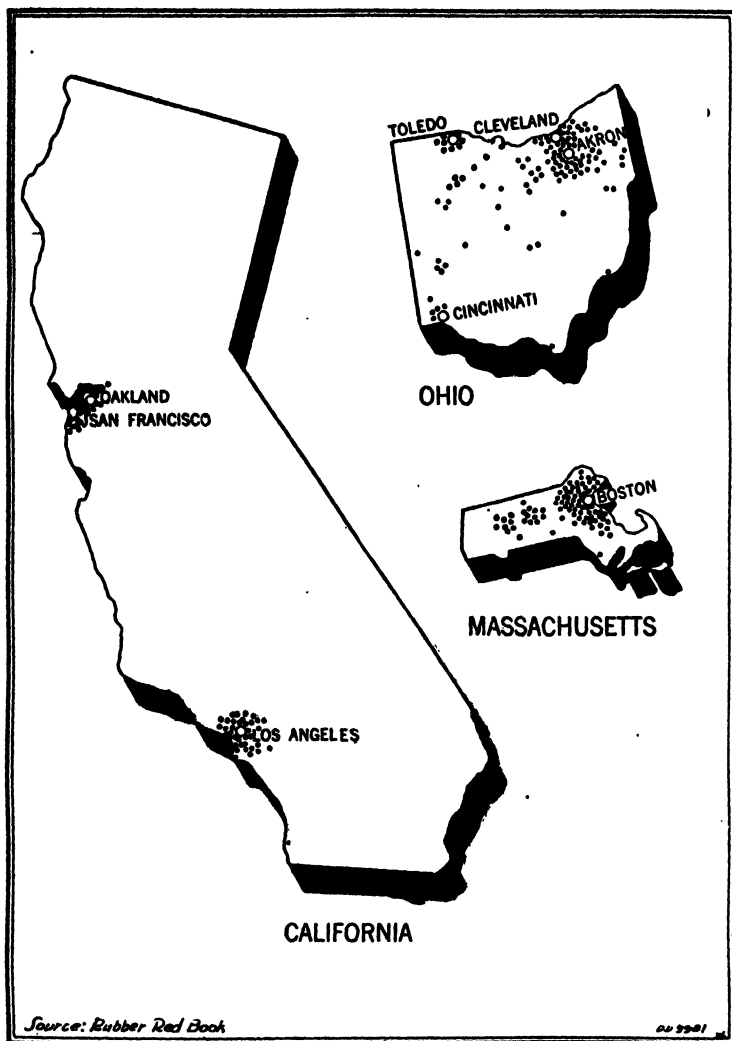 TOLEDO
CLEVELAND
AKRON
CINCINNATI
OHIO
OAKLAND
SAN FRANCISCO
BOSTON
MASSACHUSETTS
LOS ANGELES
CALIFORNIA
Source: Rubber Red Book